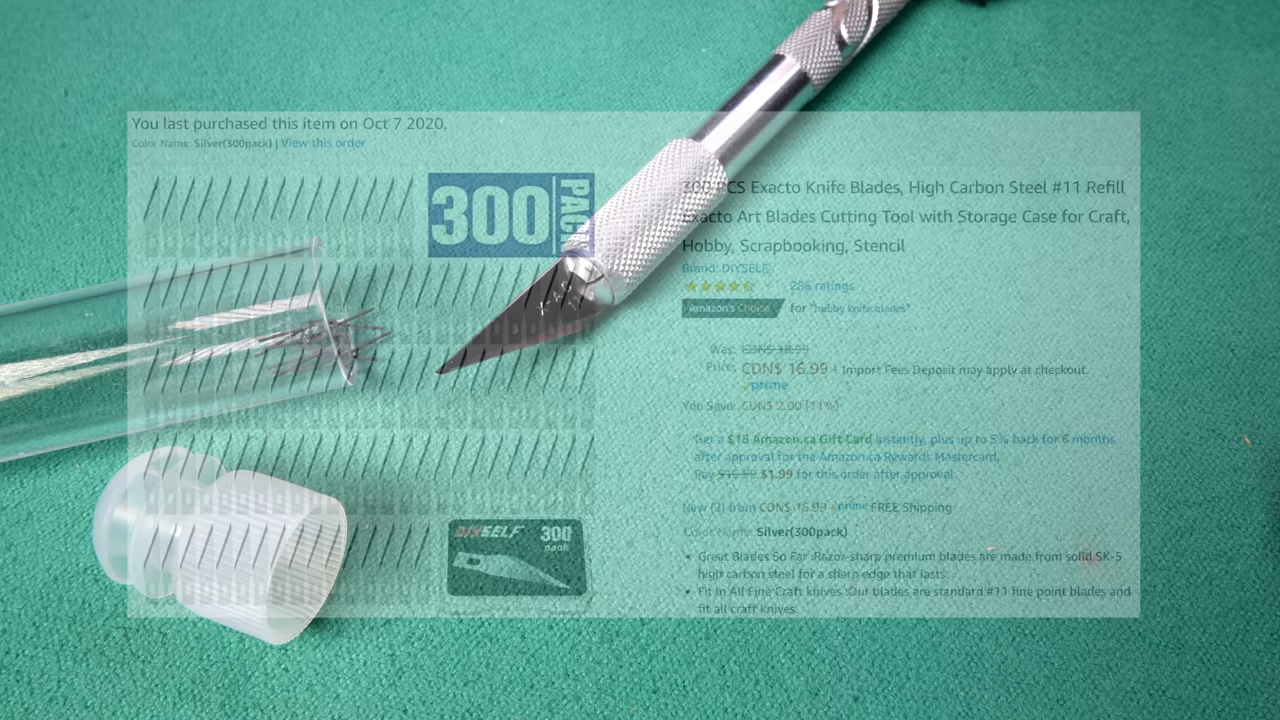 You last purchased this item on Oct 7 2020.
Color Name: Silver(300pack) | View this order
300 PACK
300 PCS Exacto Knife Blades, High Carbon Steel #11 Refill
Exacto Art Blades Cutting Tool with Storage Case for Craft,
Hobby, Scrapbooking, Stencil
Brand: DIYSELF
286 ratings
Amazon's Choice for "hobby knife blades"
X-AC
11
Was: CDN$ 18.99
Price: CDN$ 16.99 + Import Fees Deposit may apply at checkout.
prime
You Save: CDN$ 2.00 (11%)
Get a $15 Amazon.ca Gift Card instantly, plus up to 5% back for 6 months
after approval for the Amazon.ca Rewards Mastercard.
Pay $16.99 $1.99 for this order after approval.
New (2) from CDN$ 16.99 prime FREE Shipping
Color Name: Silver(300pack)
DIYSELF 300
pack
• Great Blades So Far :Razor-sharp premium blades are made from solid SK-5
high carbon steel for a sharp edge that lasts.
• Fit In All Fine Craft knives :Our blades are standard #11 fine point blades and
fit all craft knives.